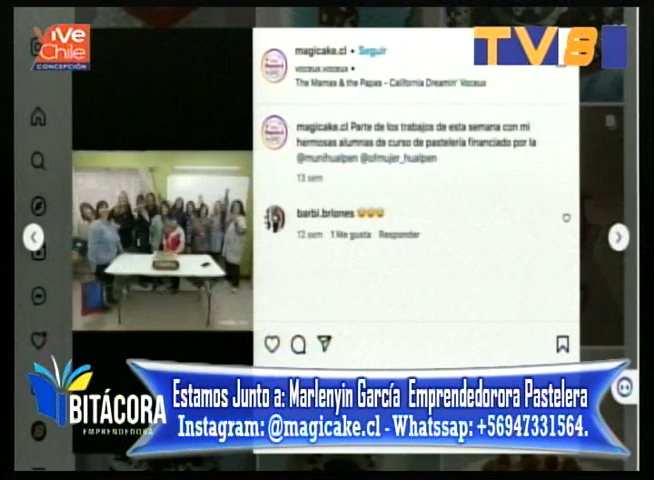 ViVe
Chile
CONCEPCIÓN
TV8
magicake.cl • Seguir
voceux.voceux •
The Mamas & the Papas - California Dreamin' Voceux
magicake.cl Parte de los trabajos de esta semana con mi
hermosas alumnas de curso de pastelería financiado por la
@munihualpen @ofmujer_hualpen
13 sem
barbi.briones
12 sem 1 Me gusta Responder
BITÁCORA
EMPRENDEDORA
Estamos Junto a: Marlenyin García Emprendedorora Pastelera
Instagram: @magicake.cl - Whatssap: +56947331564.